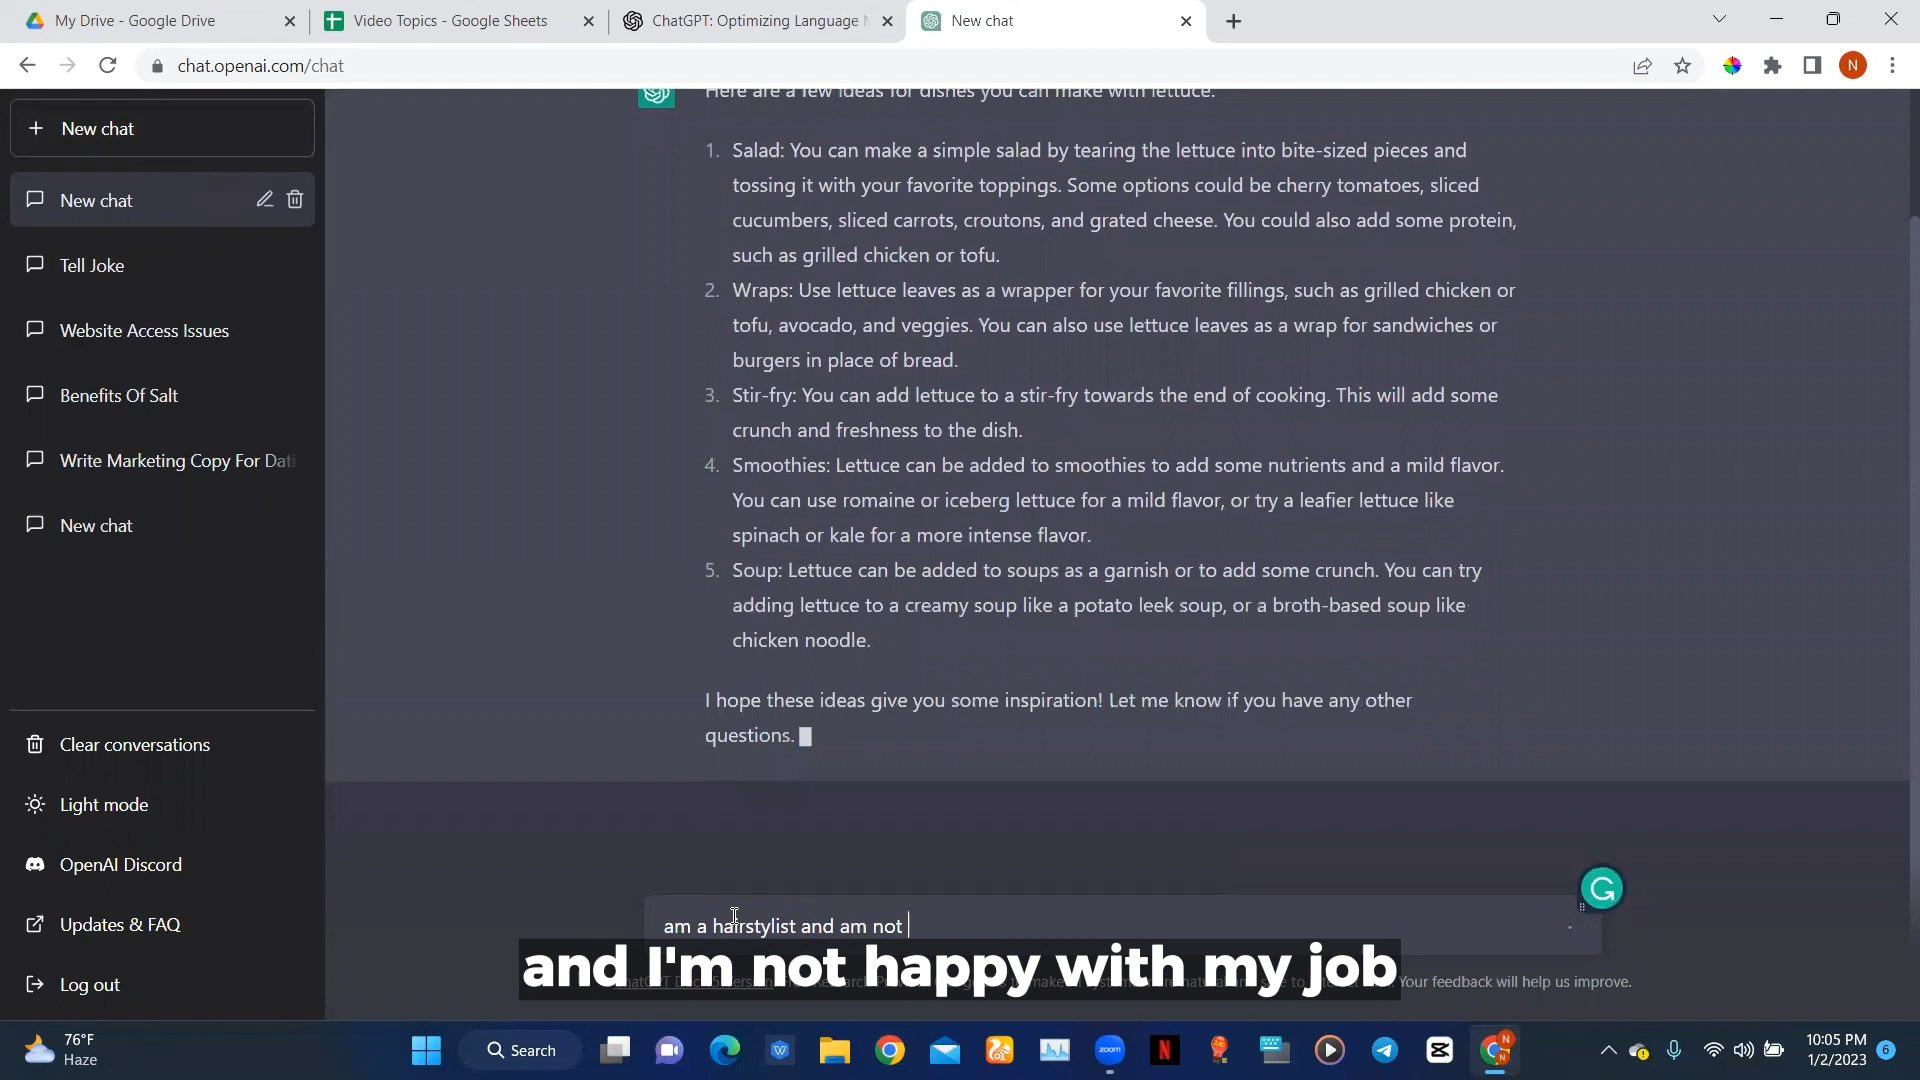 My Drive - Google Drive
Video Topics - Google Sheets
ChatGPT: Optimizing Language
New chat
chat.openai.com/chat
N
New chat
New chat
Tell Joke
Website Access Issues
Benefits Of Salt
Write Marketing Copy For Dati
New chat
Clear conversations
Light mode
OpenAI Discord
Updates & FAQ
Log out
Here are a few ideas for dishes you can make with lettuce:
1. Salad: You can make a simple salad by tearing the lettuce into bite-sized pieces and
tossing it with your favorite toppings. Some options could be cherry tomatoes, sliced
cucumbers, sliced carrots, croutons, and grated cheese. You could also add some protein,
such as grilled chicken or tofu.
2. Wraps: Use lettuce leaves as a wrapper for your favorite fillings, such as grilled chicken or
tofu, avocado, and veggies. You can also use lettuce leaves as a wrap for sandwiches or
burgers in place of bread.
3. Stir-fry: You can add lettuce to a stir-fry towards the end of cooking. This will add some
crunch and freshness to the dish.
4. Smoothies: Lettuce can be added to smoothies to add some nutrients and a mild flavor.
You can use romaine or iceberg lettuce for a mild flavor, or try a leafier lettuce like
spinach or kale for a more intense flavor.
5. Soup: Lettuce can be added to soups as a garnish or to add some crunch. You can try
adding lettuce to a creamy soup like a potato leek soup, or a broth-based soup like
chicken noodle.
I hope these ideas give you some inspiration! Let me know if you have any other
questions.
am a hairstylist and am not
and I'm not happy with my job
Your feedback will help us improve.
76°F
Haze
Search
zoom
N
10:05 PM
1/2/2023
6